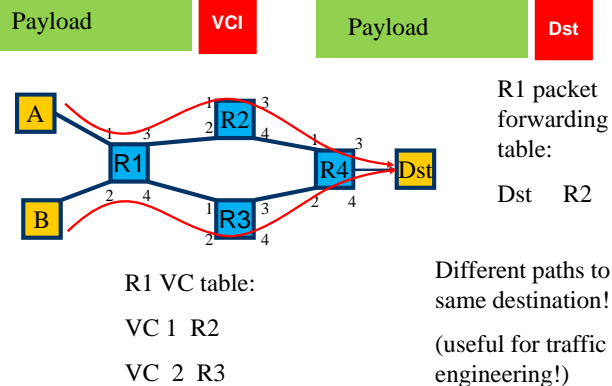 Payload VCI Payload Dst
R1 packet
forwarding
table:
Dst R2
A
B
1 3
R1
2 4
1 3
R2
2 4
1 3
R3
2 4
1 3
R4
2 4
Dst
R1 VC table:
VC 1 R2
VC 2 R3
Different paths to
same destination!
(useful for traffic
engineering!)